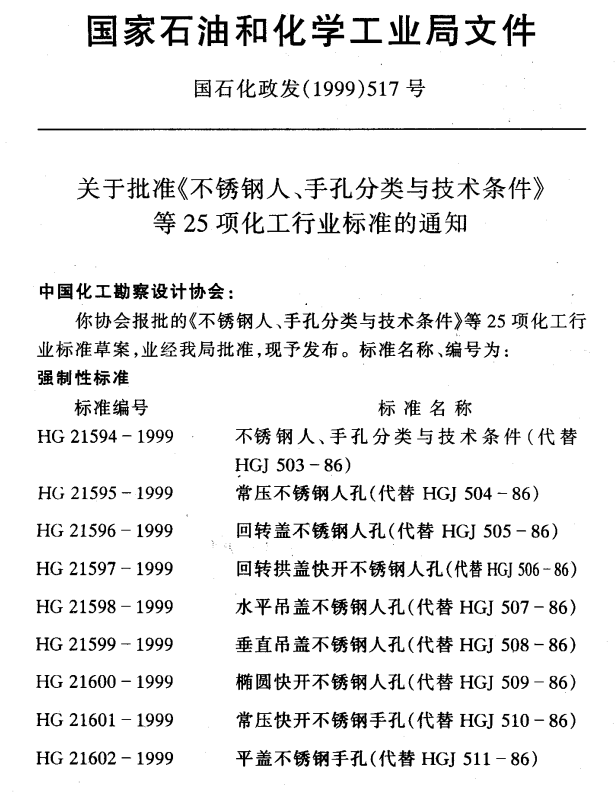 国家石油和化学工业局文件
国石化政发(1999)517号
关于批准《不锈钢人、手孔分类与技术条件》
等25项化工行业标准的通知
中国化工勘察设计协会:
你协会报批的《不锈钢人、手孔分类与技术条件》等25项化工行
业标准草案,业经我局批准,现予发布。标准名称、编号为:
强制性标准
标准编号 标准名称
HG 21594-1999 不锈钢人、手孔分类与技术条件(代替
HGJ 503-86)
HG 21595-1999 常压不锈钢人孔(代替 HGJ 504-86)
HG 21596-1999 回转盖不锈钢人孔(代替 HGJ 505-86)
HG 21597-1999 回转拱盖快开不锈钢人孔(代替 HGJ 506-86)
HG 21598-1999 水平吊盖不锈钢人孔(代替 HGJ 507-86)
HG 21599-1999 垂直吊盖不锈钢人孔(代替 HGJ 508-86)
HG 21600-1999 椭圆快开不锈钢人孔(代替 HGJ 509-86)
HG 21601-1999 常压快开不锈钢手孔(代替 HGJ 510-86)
HG 21602-1999 平盖不锈钢手孔(代替 HGJ 511-86)